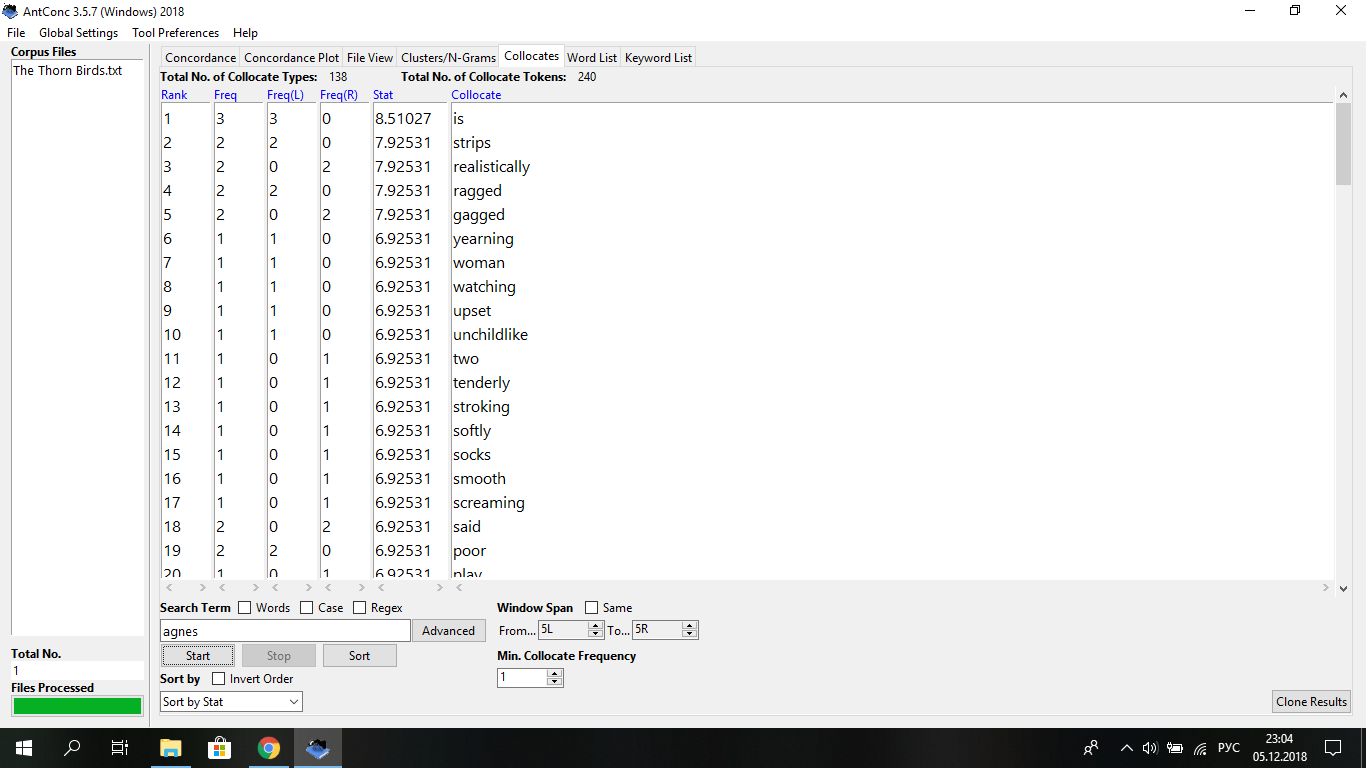 AntConc 3.5.7 (Windows) 2018
File Global Settings Tool Preferences Help
Corpus Files
The Thorn Birds.txt
Concordance Concordance Plot File View Clusters/N-Grams Collocates Word List Keyword List
Total No. of Collocate Types: 138 Total No. of Collocate Tokens: 240
Rank Freq Freq(L) Freq(R) Stat Collocate
1 3 3 0 8.51027 is
2 2 2 0 7.92531 strips
3 2 0 2 7.92531 realistically
4 2 2 0 7.92531 ragged
5 2 0 2 7.92531 gagged
6 1 1 0 6.92531 yearning
7 1 1 0 6.92531 woman
8 1 1 0 6.92531 watching
9 1 1 0 6.92531 upset
10 1 1 0 6.92531 unchildlike
11 1 0 1 6.92531 two
12 1 0 1 6.92531 tenderly
13 1 0 1 6.92531 stroking
14 1 0 1 6.92531 softly
15 1 0 1 6.92531 socks
16 1 0 1 6.92531 smooth
17 1 0 1 6.92531 screaming
18 2 0 2 6.92531 said
19 2 2 0 6.92531 poor
20 1 0 1 6.92531 play
Search Term Words Case Regex
agnes
Advanced
Start Stop Sort
Sort by Invert Order
Sort by Stat
Window Span Same
From... 5L To... 5R
Min. Collocate Frequency
1
Clone Results
Total No.
1
Files Processed
РУС
23:04
05.12.2018